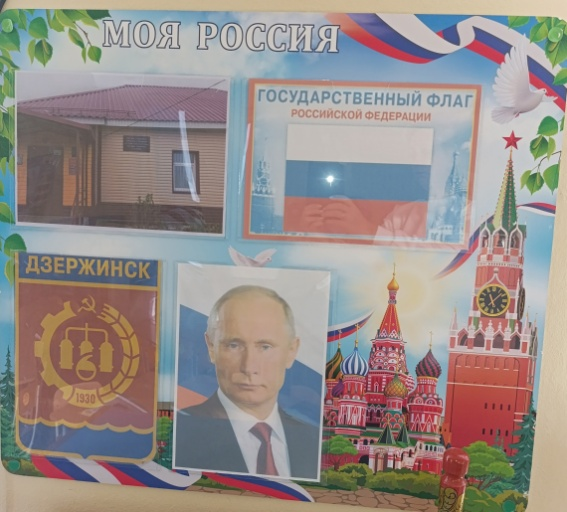 МОЯ РОССИЯ
ГОСУДАРСТВЕННЫЙ ФЛАГ
РОССИЙСКОЙ ФЕДЕРАЦИИ
ДЗЕРЖИНСК
1930